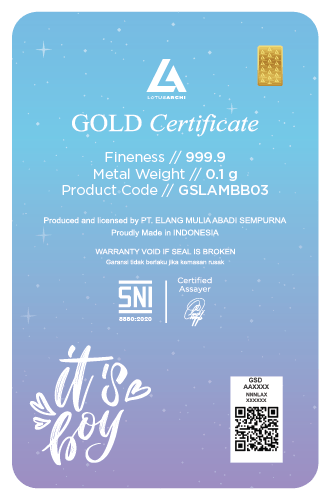 LOTUSARCHI
GOLD Certificate
Fineness // 999.9
Metal Weight // 0.1 g
Product Code // GSLAMBB03
Produced and licensed by PT. ELANG MULIA ABADI SEMPURNA
Proudly Made in INDONESIA
WARRANTY VOID IF SEAL IS BROKEN
Garansi tidak berlaku jika kemasan rusak
SNI
8880:2020
Certified
Assayer
it's
boy
GSD
AAXXXX
NNNLAX
XXXXXX